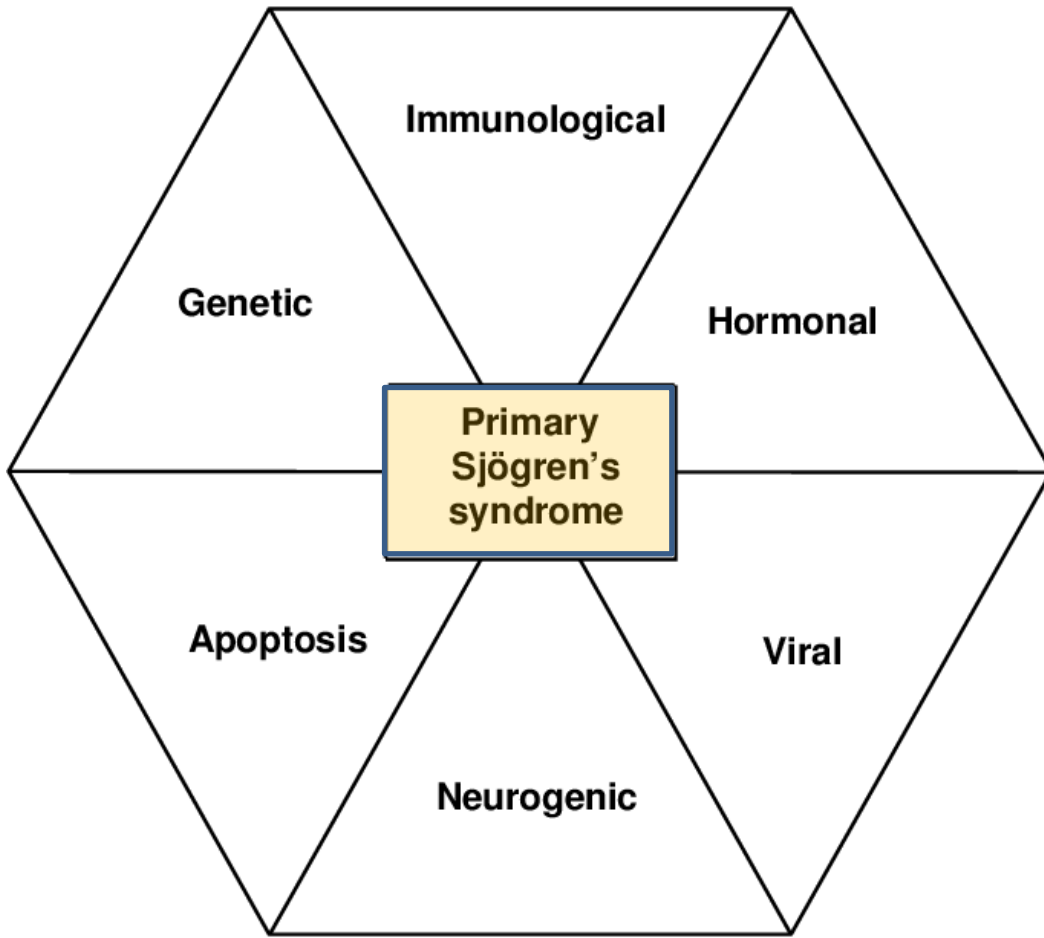 Immunological
Genetic
Hormonal
Primary
Sjögren’s
syndrome
Apoptosis
Viral
Neurogenic